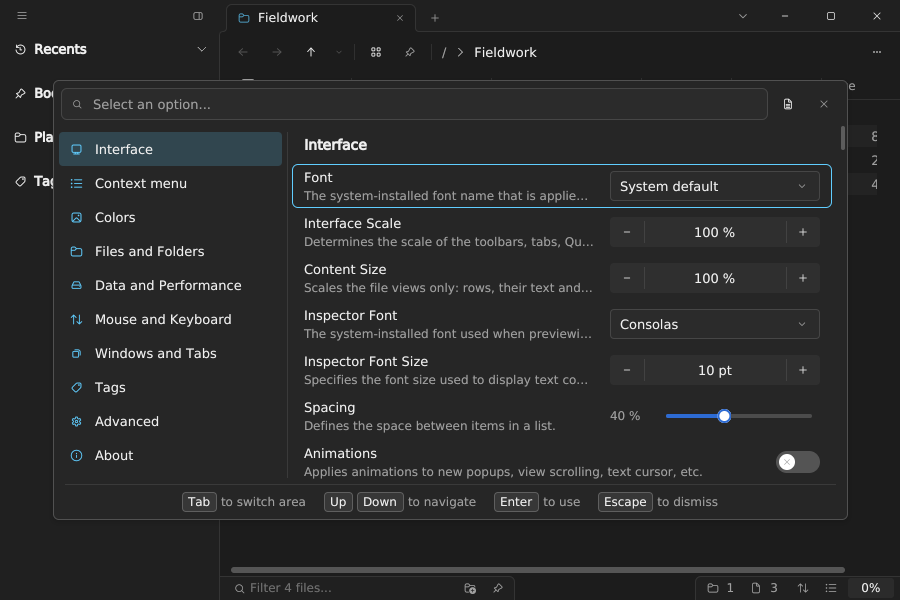 Fieldwork
Recents
/ > Fieldwork
Select an option...
Interface
Context menu
Colors
Files and Folders
Data and Performance
Mouse and Keyboard
Windows and Tabs
Tags
Advanced
About
Interface
Font
The system-installed font name that is applie...
System default
Interface Scale
Determines the scale of the toolbars, tabs, Qu...
− 100 % +
Content Size
Scales the file views only: rows, their text and...
− 100 % +
Inspector Font
The system-installed font used when previewi...
Consolas
Inspector Font Size
Specifies the font size used to display text co...
− 10 pt +
Spacing
Defines the space between items in a list.
40 %
Animations
Applies animations to new popups, view scrolling, text cursor, etc.
Tab to switch area Up Down to navigate Enter to use Escape to dismiss
8
2
4
Filter 4 files...
1 3 0%